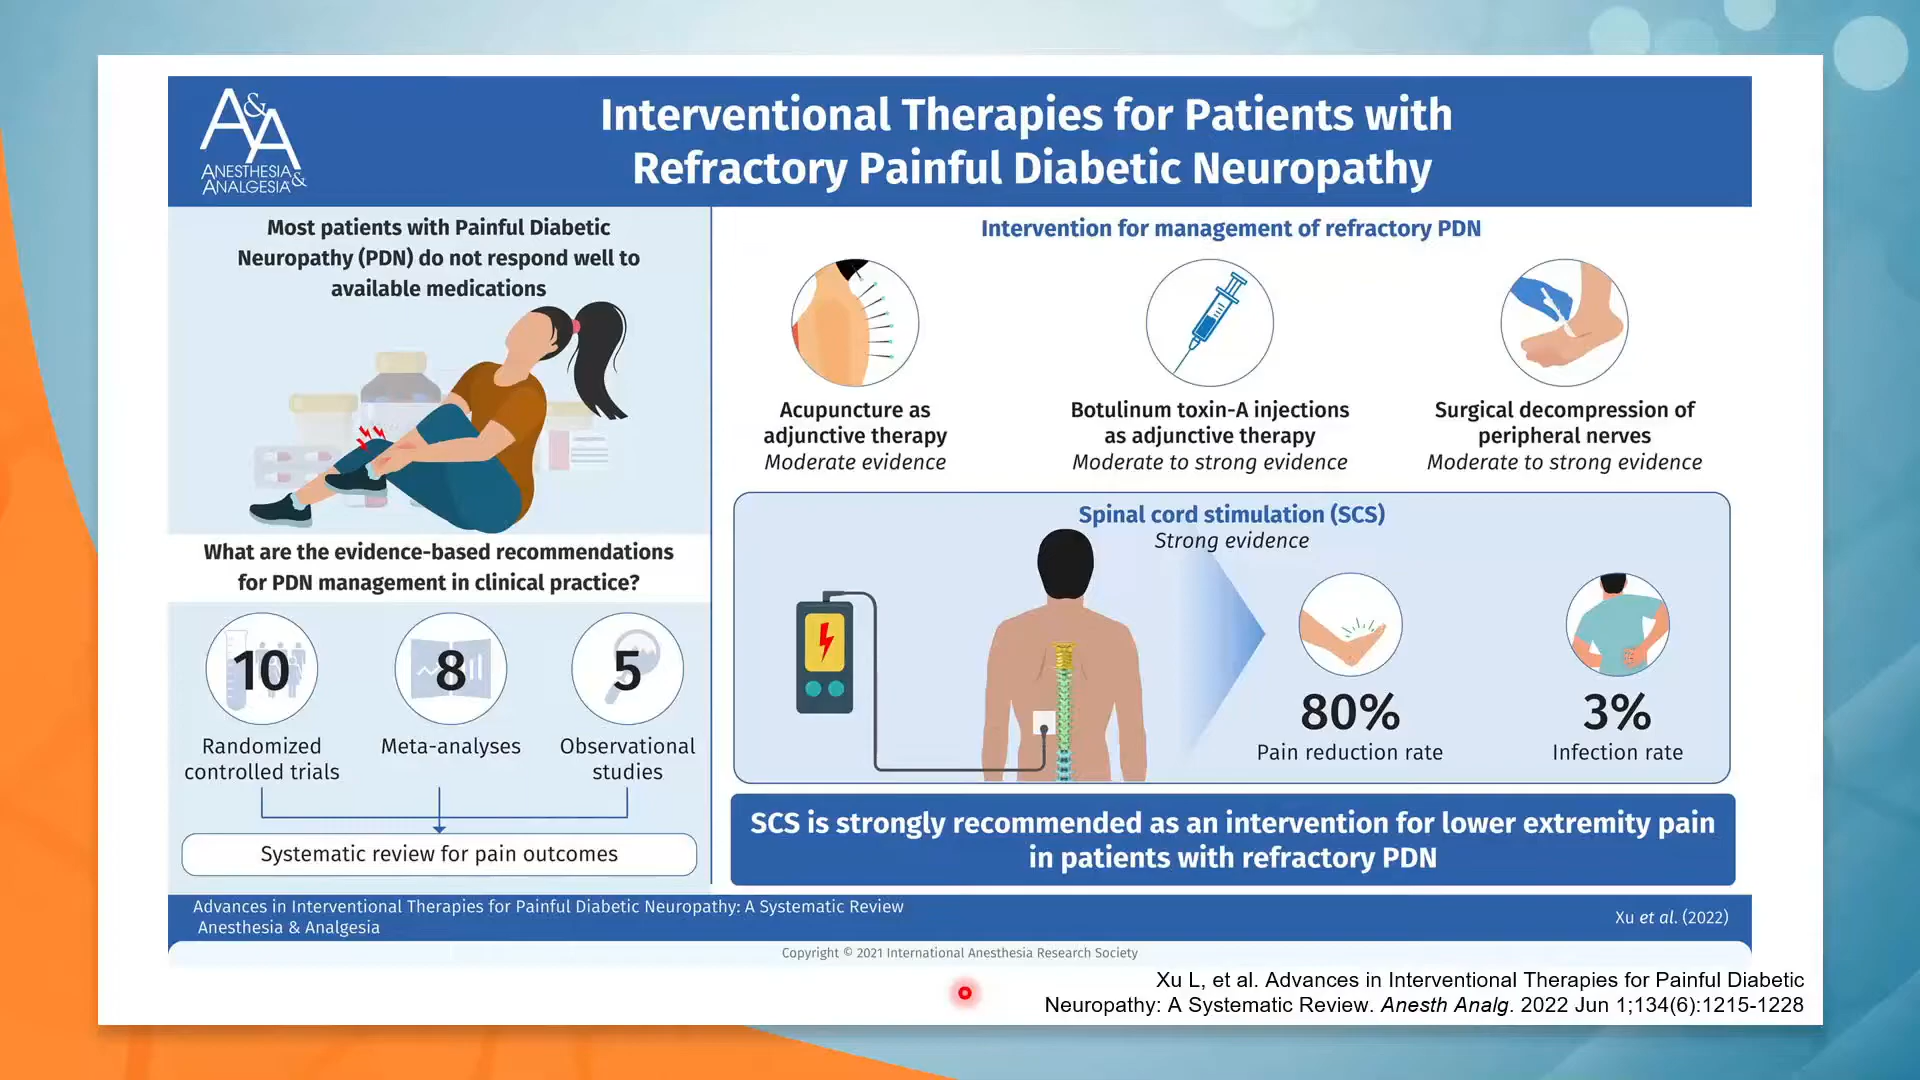 A&A
ANESTHESIA &
ANALGESIA
Interventional Therapies for Patients with
Refractory Painful Diabetic Neuropathy
Most patients with Painful Diabetic
Neuropathy (PDN) do not respond well to
available medications
What are the evidence-based recommendations
for PDN management in clinical practice?
10
Randomized
controlled trials
8
Meta-analyses
5
Observational
studies
Systematic review for pain outcomes
Intervention for management of refractory PDN
Acupuncture as
adjunctive therapy
Moderate evidence
Botulinum toxin-A injections
as adjunctive therapy
Moderate to strong evidence
Surgical decompression of
peripheral nerves
Moderate to strong evidence
Spinal cord stimulation (SCS)
Strong evidence
80%
Pain reduction rate
3%
Infection rate
SCS is strongly recommended as an intervention for lower extremity pain
in patients with refractory PDN
Advances in Interventional Therapies for Painful Diabetic Neuropathy: A Systematic Review
Anesthesia & Analgesia
Xu et al. (2022)
Copyright © 2021 International Anesthesia Research Society
Xu L, et al. Advances in Interventional Therapies for Painful Diabetic
Neuropathy: A Systematic Review. Anesth Analg. 2022 Jun 1;134(6):1215-1228